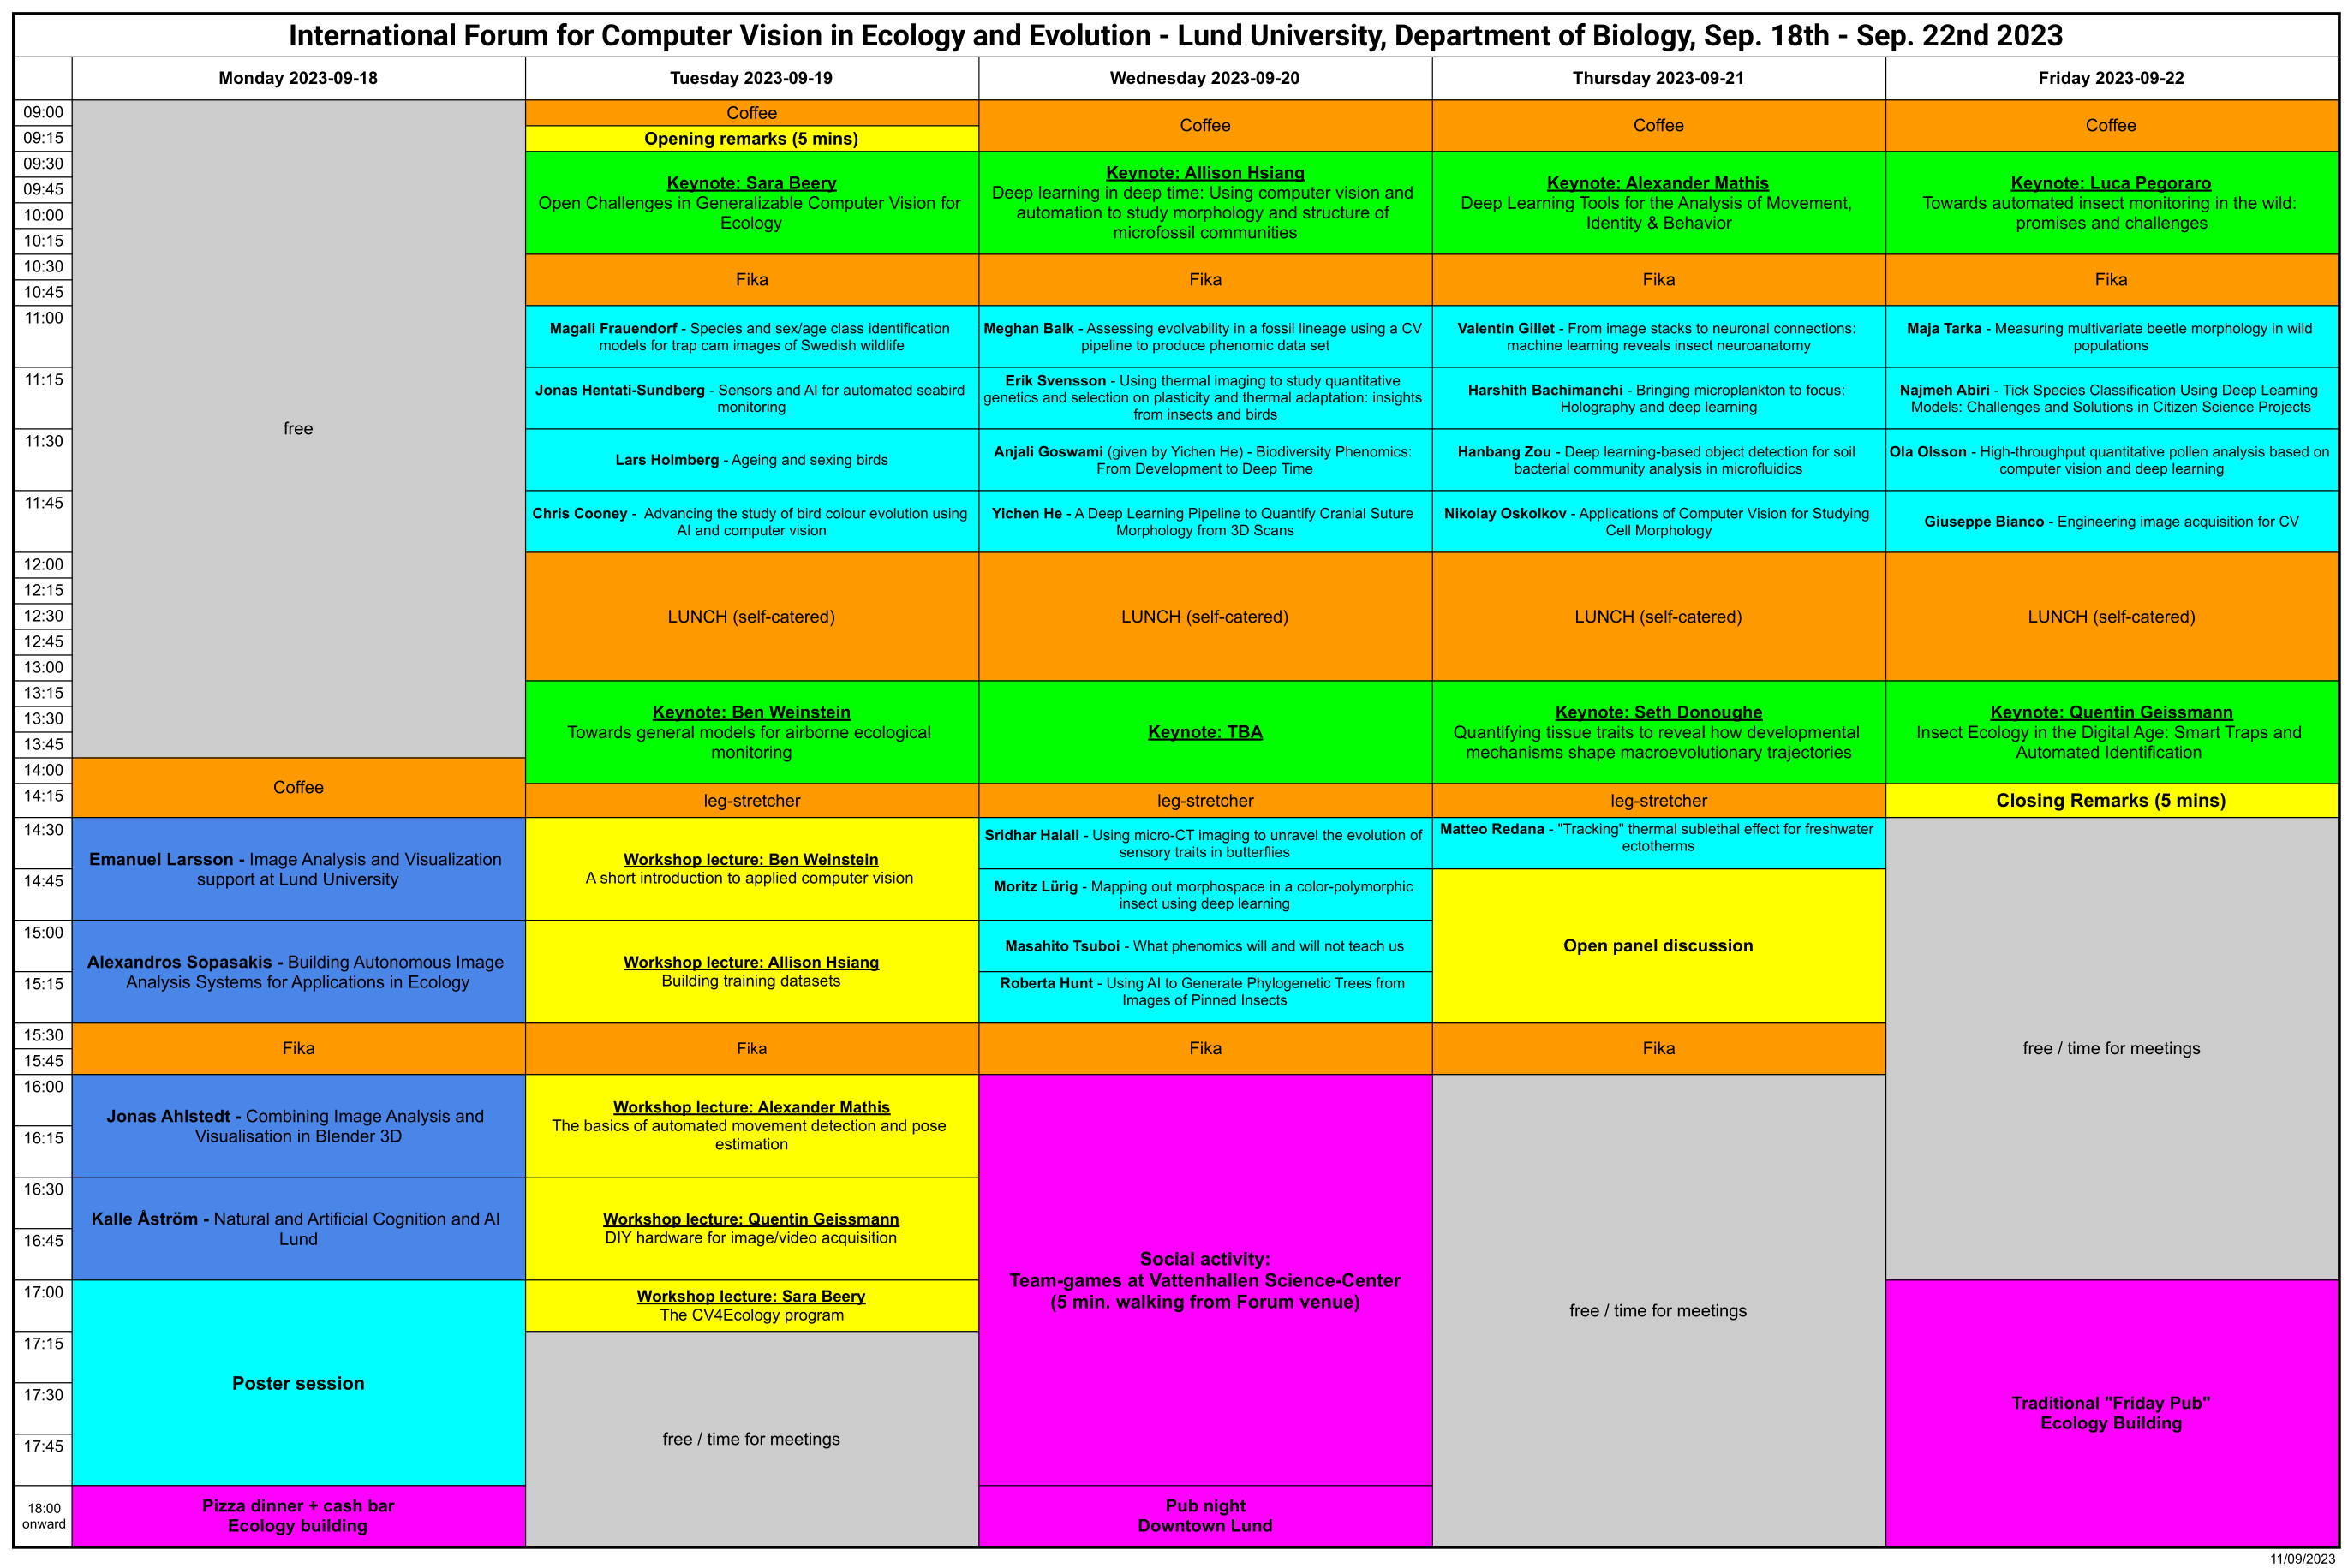 International Forum for Computer Vision in Ecology and Evolution - Lund University, Department of Biology, Sep. 18th - Sep. 22nd 2023
Monday 2023-09-18
Tuesday 2023-09-19
Wednesday 2023-09-20
Thursday 2023-09-21
Friday 2023-09-22
09:00
09:15
09:30
09:45
10:00
10:15
10:30
10:45
11:00
11:15
11:30
11:45
12:00
12:15
12:30
12:45
13:00
13:15
13:30
13:45
14:00
14:15
14:30
14:45
15:00
15:15
15:30
15:45
16:00
16:15
16:30
16:45
17:00
17:15
17:30
17:45
18:00
onward
free
Coffee
Emanuel Larsson - Image Analysis and Visualization
support at Lund University
Alexandros Sopasakis - Building Autonomous Image
Analysis Systems for Applications in Ecology
Fika
Jonas Ahlstedt - Combining Image Analysis and
Visualisation in Blender 3D
Kalle Åström - Natural and Artificial Cognition and AI
Lund
Poster session
Pizza dinner + cash bar
Ecology building
Coffee
Opening remarks (5 mins)
Keynote: Sara Beery
Open Challenges in Generalizable Computer Vision for
Ecology
Fika
Magali Frauendorf - Species and sex/age class identification
models for trap cam images of Swedish wildlife
Jonas Hentati-Sundberg - Sensors and AI for automated seabird
monitoring
Lars Holmberg - Ageing and sexing birds
Chris Cooney - Advancing the study of bird colour evolution using
AI and computer vision
LUNCH (self-catered)
Keynote: Ben Weinstein
Towards general models for airborne ecological
monitoring
leg-stretcher
Workshop lecture: Ben Weinstein
A short introduction to applied computer vision
Workshop lecture: Allison Hsiang
Building training datasets
Fika
Workshop lecture: Alexander Mathis
The basics of automated movement detection and pose
estimation
Workshop lecture: Quentin Geissmann
DIY hardware for image/video acquisition
Workshop lecture: Sara Beery
The CV4Ecology program
free / time for meetings
Coffee
Keynote: Allison Hsiang
Deep learning in deep time: Using computer vision and
automation to study morphology and structure of
microfossil communities
Fika
Meghan Balk - Assessing evolvability in a fossil lineage using a CV
pipeline to produce phenomic data set
Erik Svensson - Using thermal imaging to study quantitative
genetics and selection on plasticity and thermal adaptation: insights
from insects and birds
Anjali Goswami (given by Yichen He) - Biodiversity Phenomics:
From Development to Deep Time
Yichen He - A Deep Learning Pipeline to Quantify Cranial Suture
Morphology from 3D Scans
LUNCH (self-catered)
Keynote: TBA
leg-stretcher
Sridhar Halali - Using micro-CT imaging to unravel the evolution of
sensory traits in butterflies
Moritz Lürig - Mapping out morphospace in a color-polymorphic
insect using deep learning
Masahito Tsuboi - What phenomics will and will not teach us
Roberta Hunt - Using AI to Generate Phylogenetic Trees from
Images of Pinned Insects
Fika
Social activity:
Team-games at Vattenhallen Science-Center
(5 min. walking from Forum venue)
Pub night
Downtown Lund
Coffee
Keynote: Alexander Mathis
Deep Learning Tools for the Analysis of Movement,
Identity & Behavior
Fika
Valentin Gillet - From image stacks to neuronal connections:
machine learning reveals insect neuroanatomy
Harshith Bachimanchi - Bringing microplankton to focus:
Holography and deep learning
Hanbang Zou - Deep learning-based object detection for soil
bacterial community analysis in microfluidics
Nikolay Oskolkov - Applications of Computer Vision for Studying
Cell Morphology
LUNCH (self-catered)
Keynote: Seth Donoughe
Quantifying tissue traits to reveal how developmental
mechanisms shape macroevolutionary trajectories
leg-stretcher
Matteo Redana - "Tracking" thermal sublethal effect for freshwater
ectotherms
Open panel discussion
Fika
free / time for meetings
Coffee
Keynote: Luca Pegoraro
Towards automated insect monitoring in the wild:
promises and challenges
Fika
Maja Tarka - Measuring multivariate beetle morphology in wild
populations
Najmeh Abiri - Tick Species Classification Using Deep Learning
Models: Challenges and Solutions in Citizen Science Projects
Ola Olsson - High-throughput quantitative pollen analysis based on
computer vision and deep learning
Giuseppe Bianco - Engineering image acquisition for CV
LUNCH (self-catered)
Keynote: Quentin Geissmann
Insect Ecology in the Digital Age: Smart Traps and
Automated Identification
Closing Remarks (5 mins)
free / time for meetings
Traditional "Friday Pub"
Ecology Building
11/09/2023